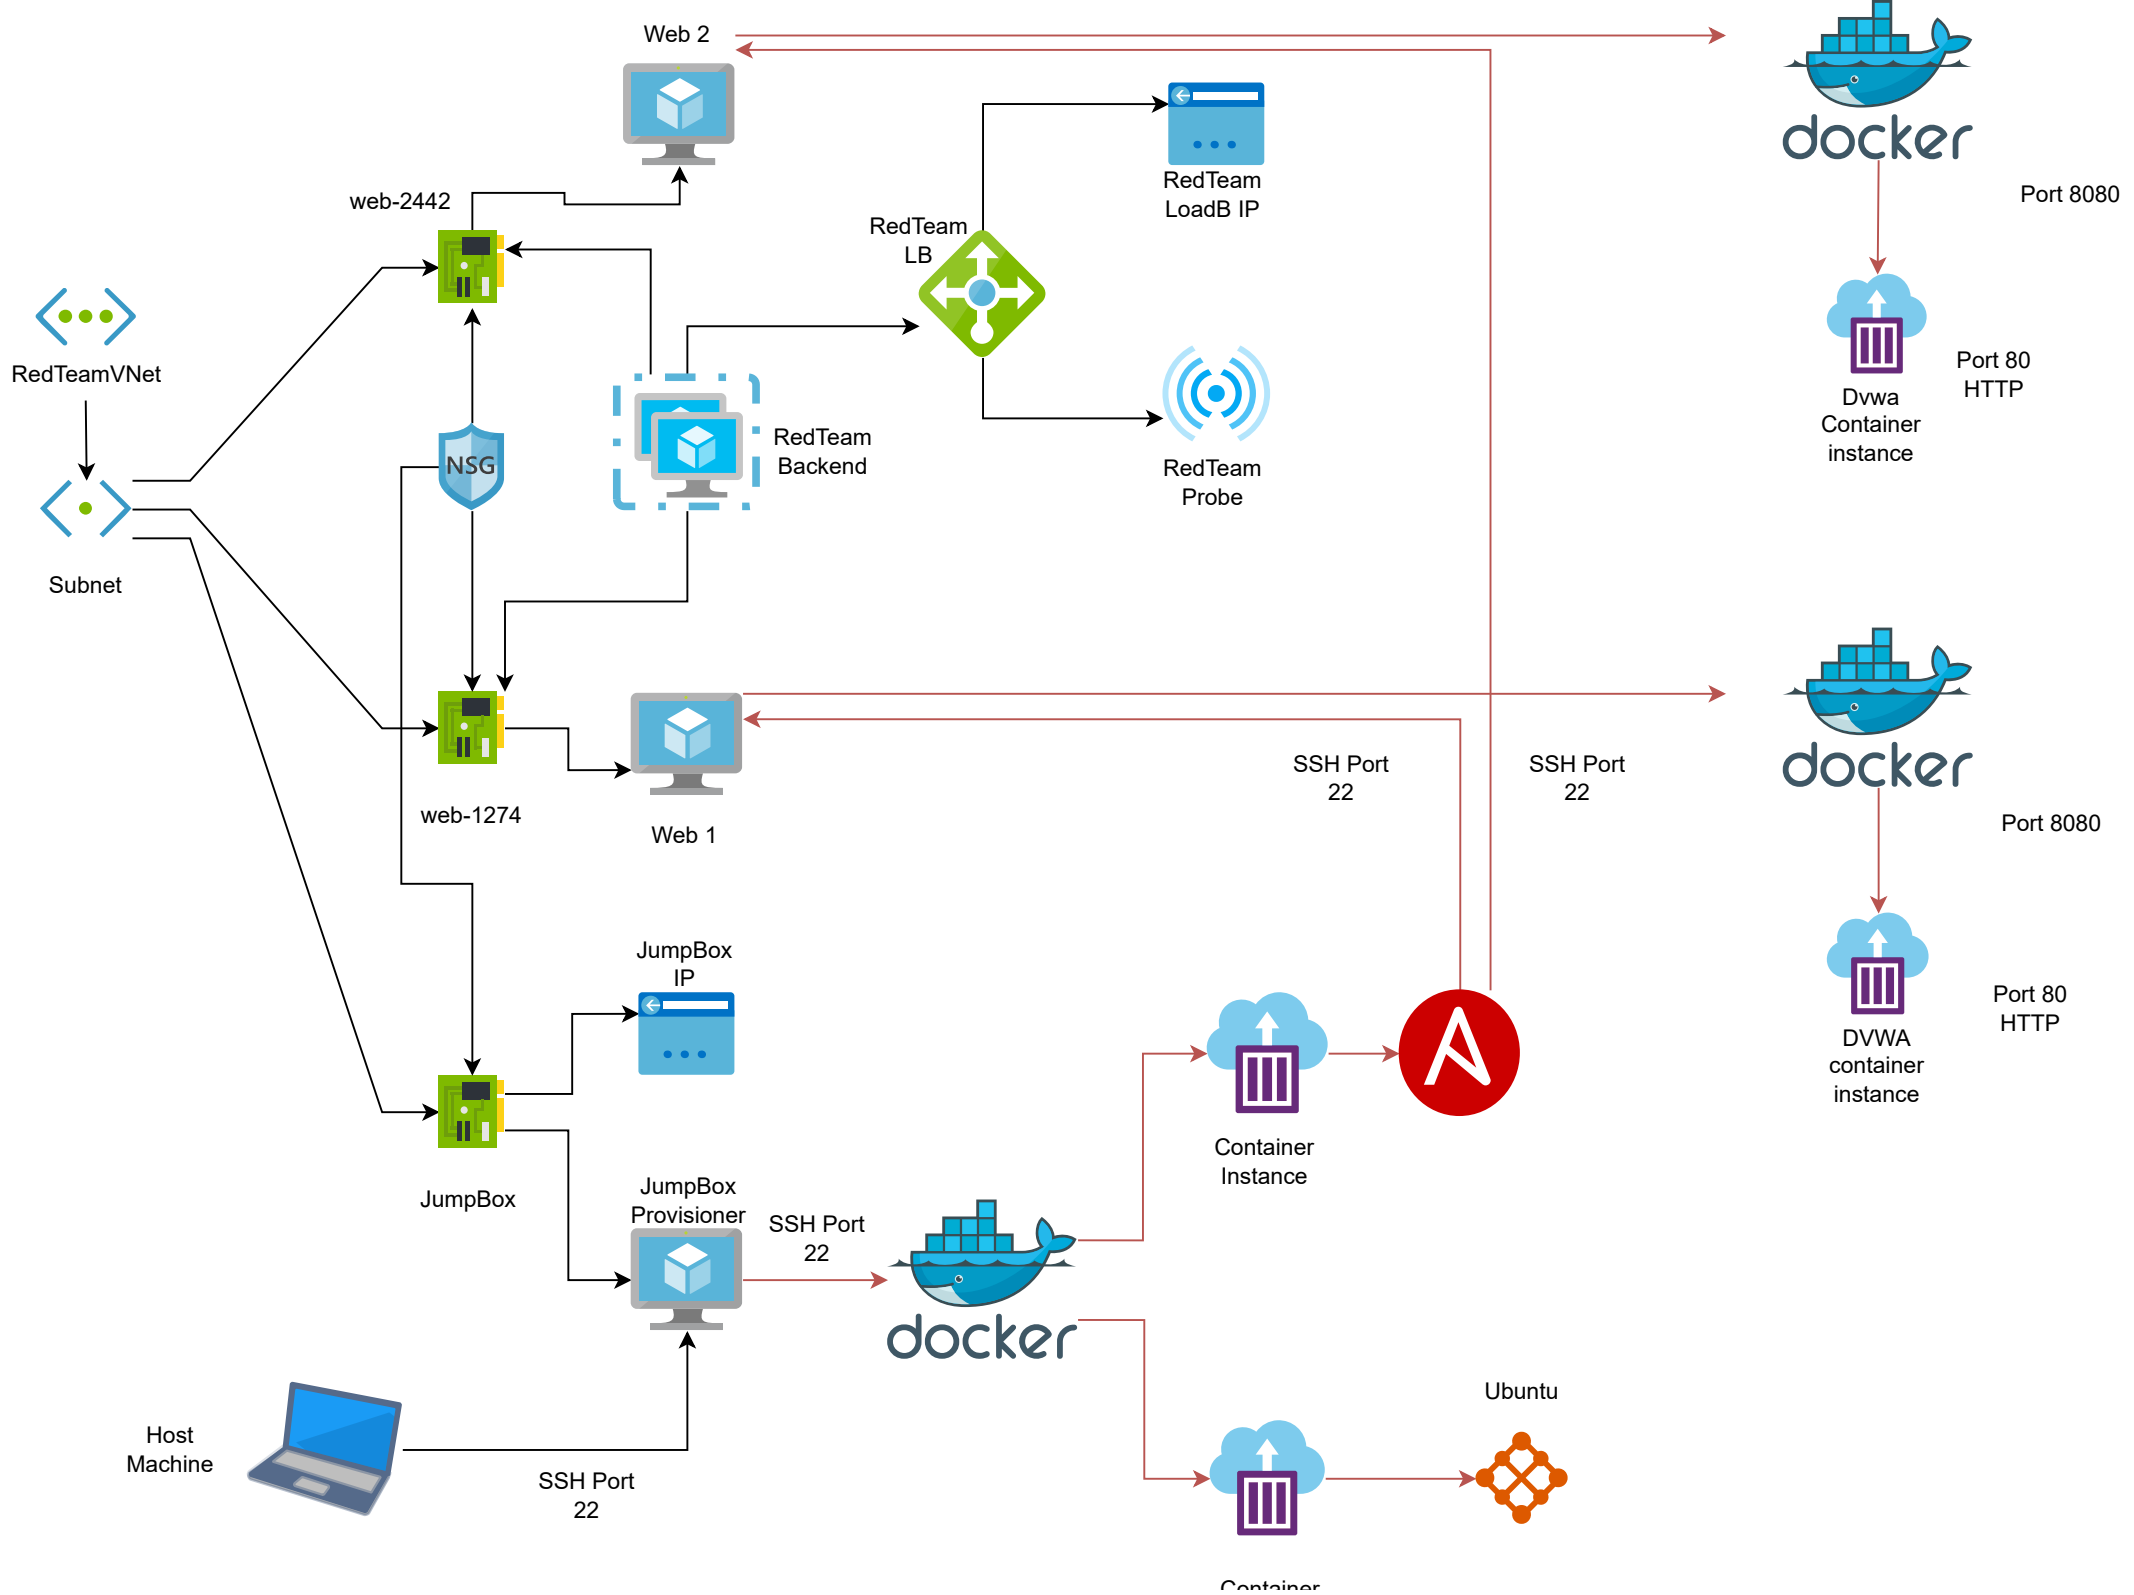 Web 2
docker
Port 8080
RedTeam
LoadB IP
web-2442
RedTeam
LB
RedTeamVNet
Port 80
HTTP
Dvwa
Container
instance
NSG
RedTeam
Backend
RedTeam
Probe
Subnet
docker
SSH Port
22
SSH Port
22
web-1274
Web 1
Port 8080
JumpBox
IP
Port 80
HTTP
DVWA
container
instance
Container
Instance
JumpBox
JumpBox
Provisioner
SSH Port
22
docker
Ubuntu
Host
Machine
SSH Port
22
Container